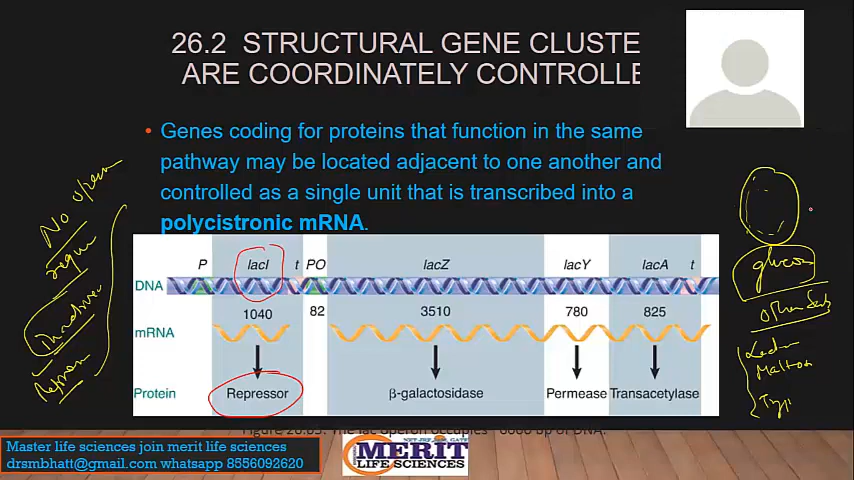 26.2 STRUCTURAL GENE CLUSTE
ARE COORDINATELY CONTROLLE
• Genes coding for proteins that function in the same
pathway may be located adjacent to one another and
controlled as a single unit that is transcribed into a
polycistronic mRNA.
P lacI t PO lacZ lacY lacA t
DNA
1040 82 3510 780 825
mRNA
Protein Repressor β-galactosidase Permease Transacetylase
No
glucose
Master life sciences join merit life sciences
drsmbhatt@gmail.com whatsapp 8556092620
MERIT
LIFE SCIENCES